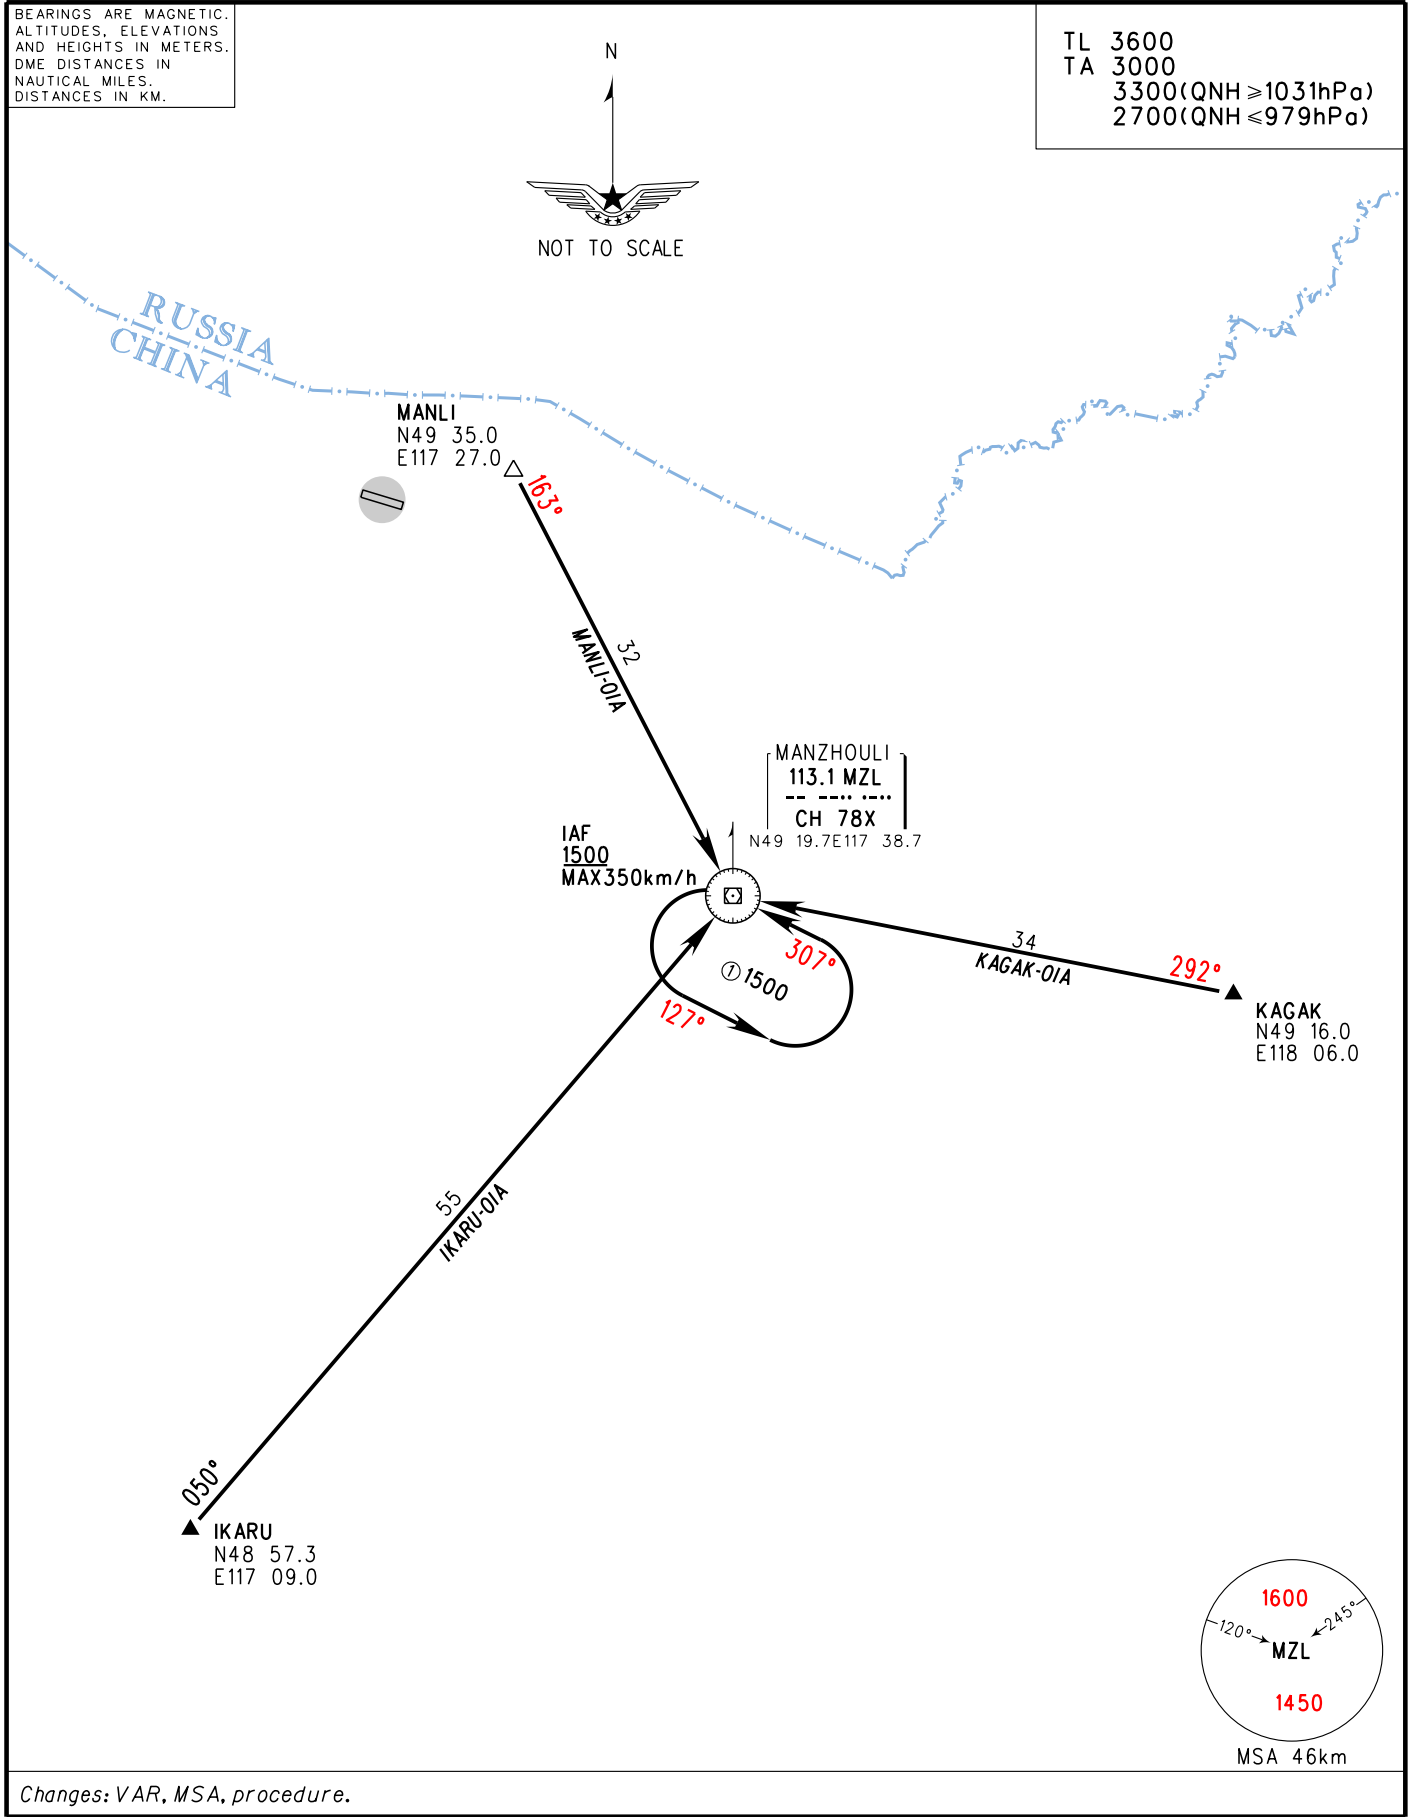 BEARINGS ARE MAGNETIC.
ALTITUDES, ELEVATIONS
AND HEIGHTS IN METERS.
DME DISTANCES IN
NAUTICAL MILES.
DISTANCES IN KM.
N
NOT TO SCALE
TL 3600
TA 3000
3300(QNH ≥1031hPa)
2700(QNH ≤979hPa)
RUSSIA
CHINA
MANLI
N49 35.0
E117 27.0
163°
32
MANLI-01A
MANZHOULI
113.1 MZL
-- --·· ·-··
CH 78X
N49 19.7E117 38.7
IAF
1500
MAX350km/h
307°
① 1500
127°
34
KAGAK-01A
292°
KAGAK
N49 16.0
E118 06.0
55
IKARU-01A
050°
IKARU
N48 57.3
E117 09.0
1600
120°
245°
MZL
1450
MSA 46km
Changes: VAR, MSA, procedure.